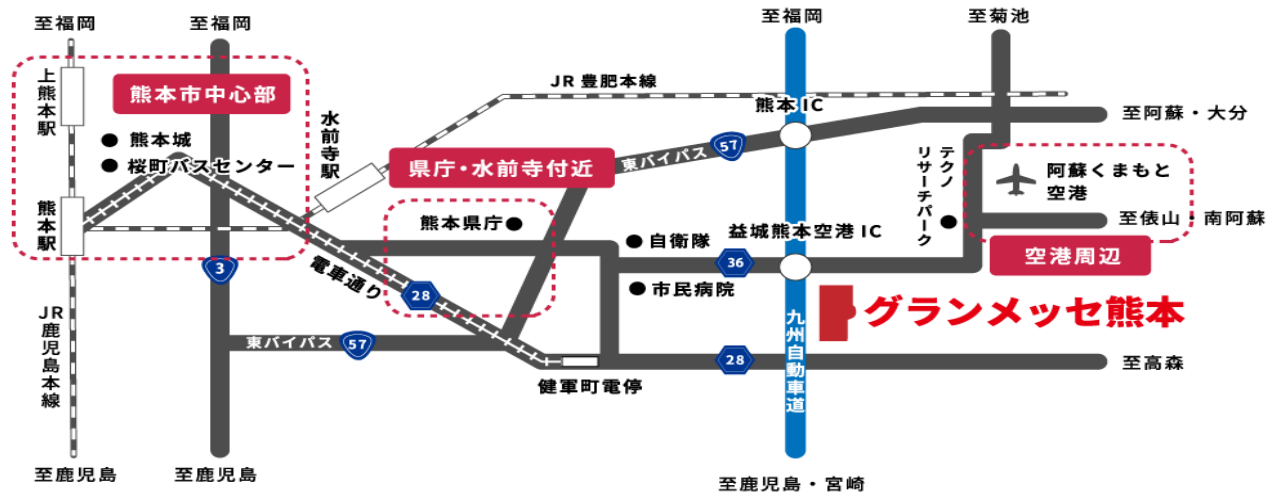 至福岡
至福岡
至福岡
至菊池
上熊本駅
熊本市中心部
JR 豊肥本線
熊本 IC
至阿蘇・大分
水前寺駅
熊本城
桜町バスセンター
県庁・水前寺付近
東バイパス
57
テクノ
リサーチパーク
阿蘇くまもと
空港
熊本駅
熊本県庁
自衛隊
益城熊本空港 IC
至俵山・南阿蘇
3
電車通り
28
36
空港周辺
市民病院
グランメッセ熊本
JR鹿児島本線
東バイパス
57
九州自動車道
28
至高森
健軍町電停
至鹿児島
至鹿児島
至鹿児島・宮崎